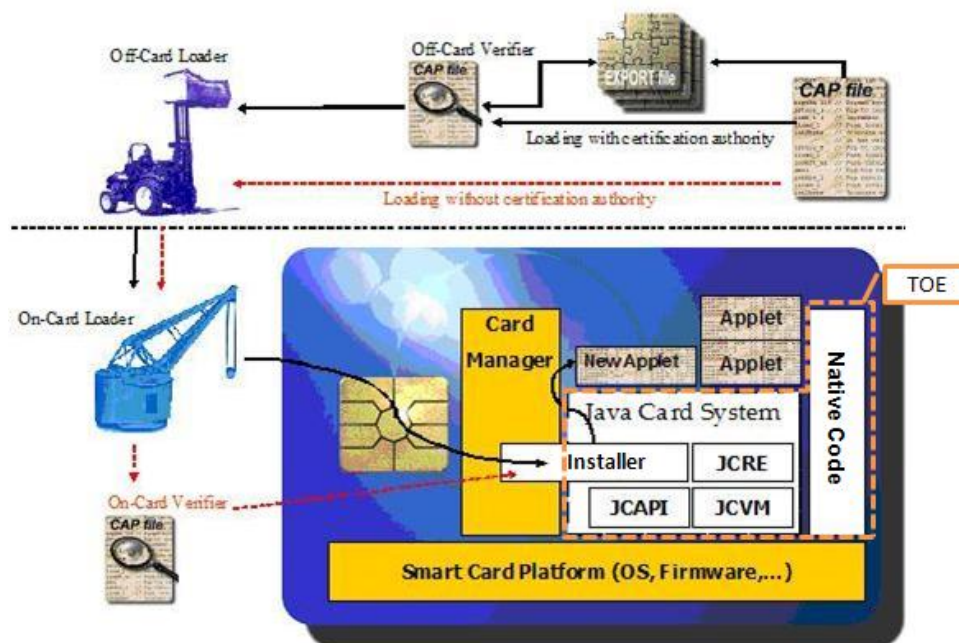 Off-Card Loader
Off-Card Verifier
CAP file
EXPORT file
CAP file
Loading with certification authority
Loading without certification authority
TOE
On-Card Loader
Card
Manager
Applet
New Applet
Applet
Native Code
Java Card System
Installer
JCRE
JCAPI
JCVM
On-Card Verifier
CAP file
Smart Card Platform (OS, Firmware,...)